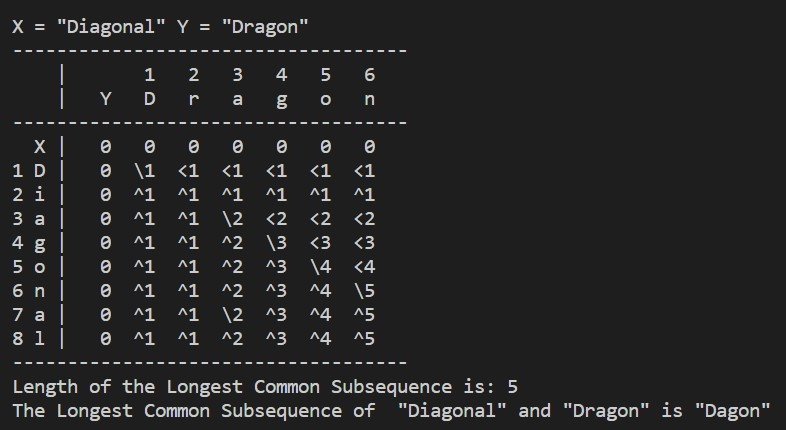 X = "Diagonal" Y = "Dragon"
------------------------------------
    |       1   2   3   4   5   6
    |   Y   D   r   a   g   o   n
------------------------------------
  X |   0   0   0   0   0   0   0
1 D |   0  \1  <1  <1  <1  <1  <1
2 i |   0  ^1  ^1  ^1  ^1  ^1  ^1
3 a |   0  ^1  ^1  \2  <2  <2  <2
4 g |   0  ^1  ^1  ^2  \3  <3  <3
5 o |   0  ^1  ^1  ^2  ^3  \4  <4
6 n |   0  ^1  ^1  ^2  ^3  ^4  \5
7 a |   0  ^1  ^1  \2  ^3  ^4  ^5
8 l |   0  ^1  ^1  ^2  ^3  ^4  ^5
------------------------------------
Length of the Longest Common Subsequence is: 5
The Longest Common Subsequence of  "Diagonal" and "Dragon" is "Dagon"